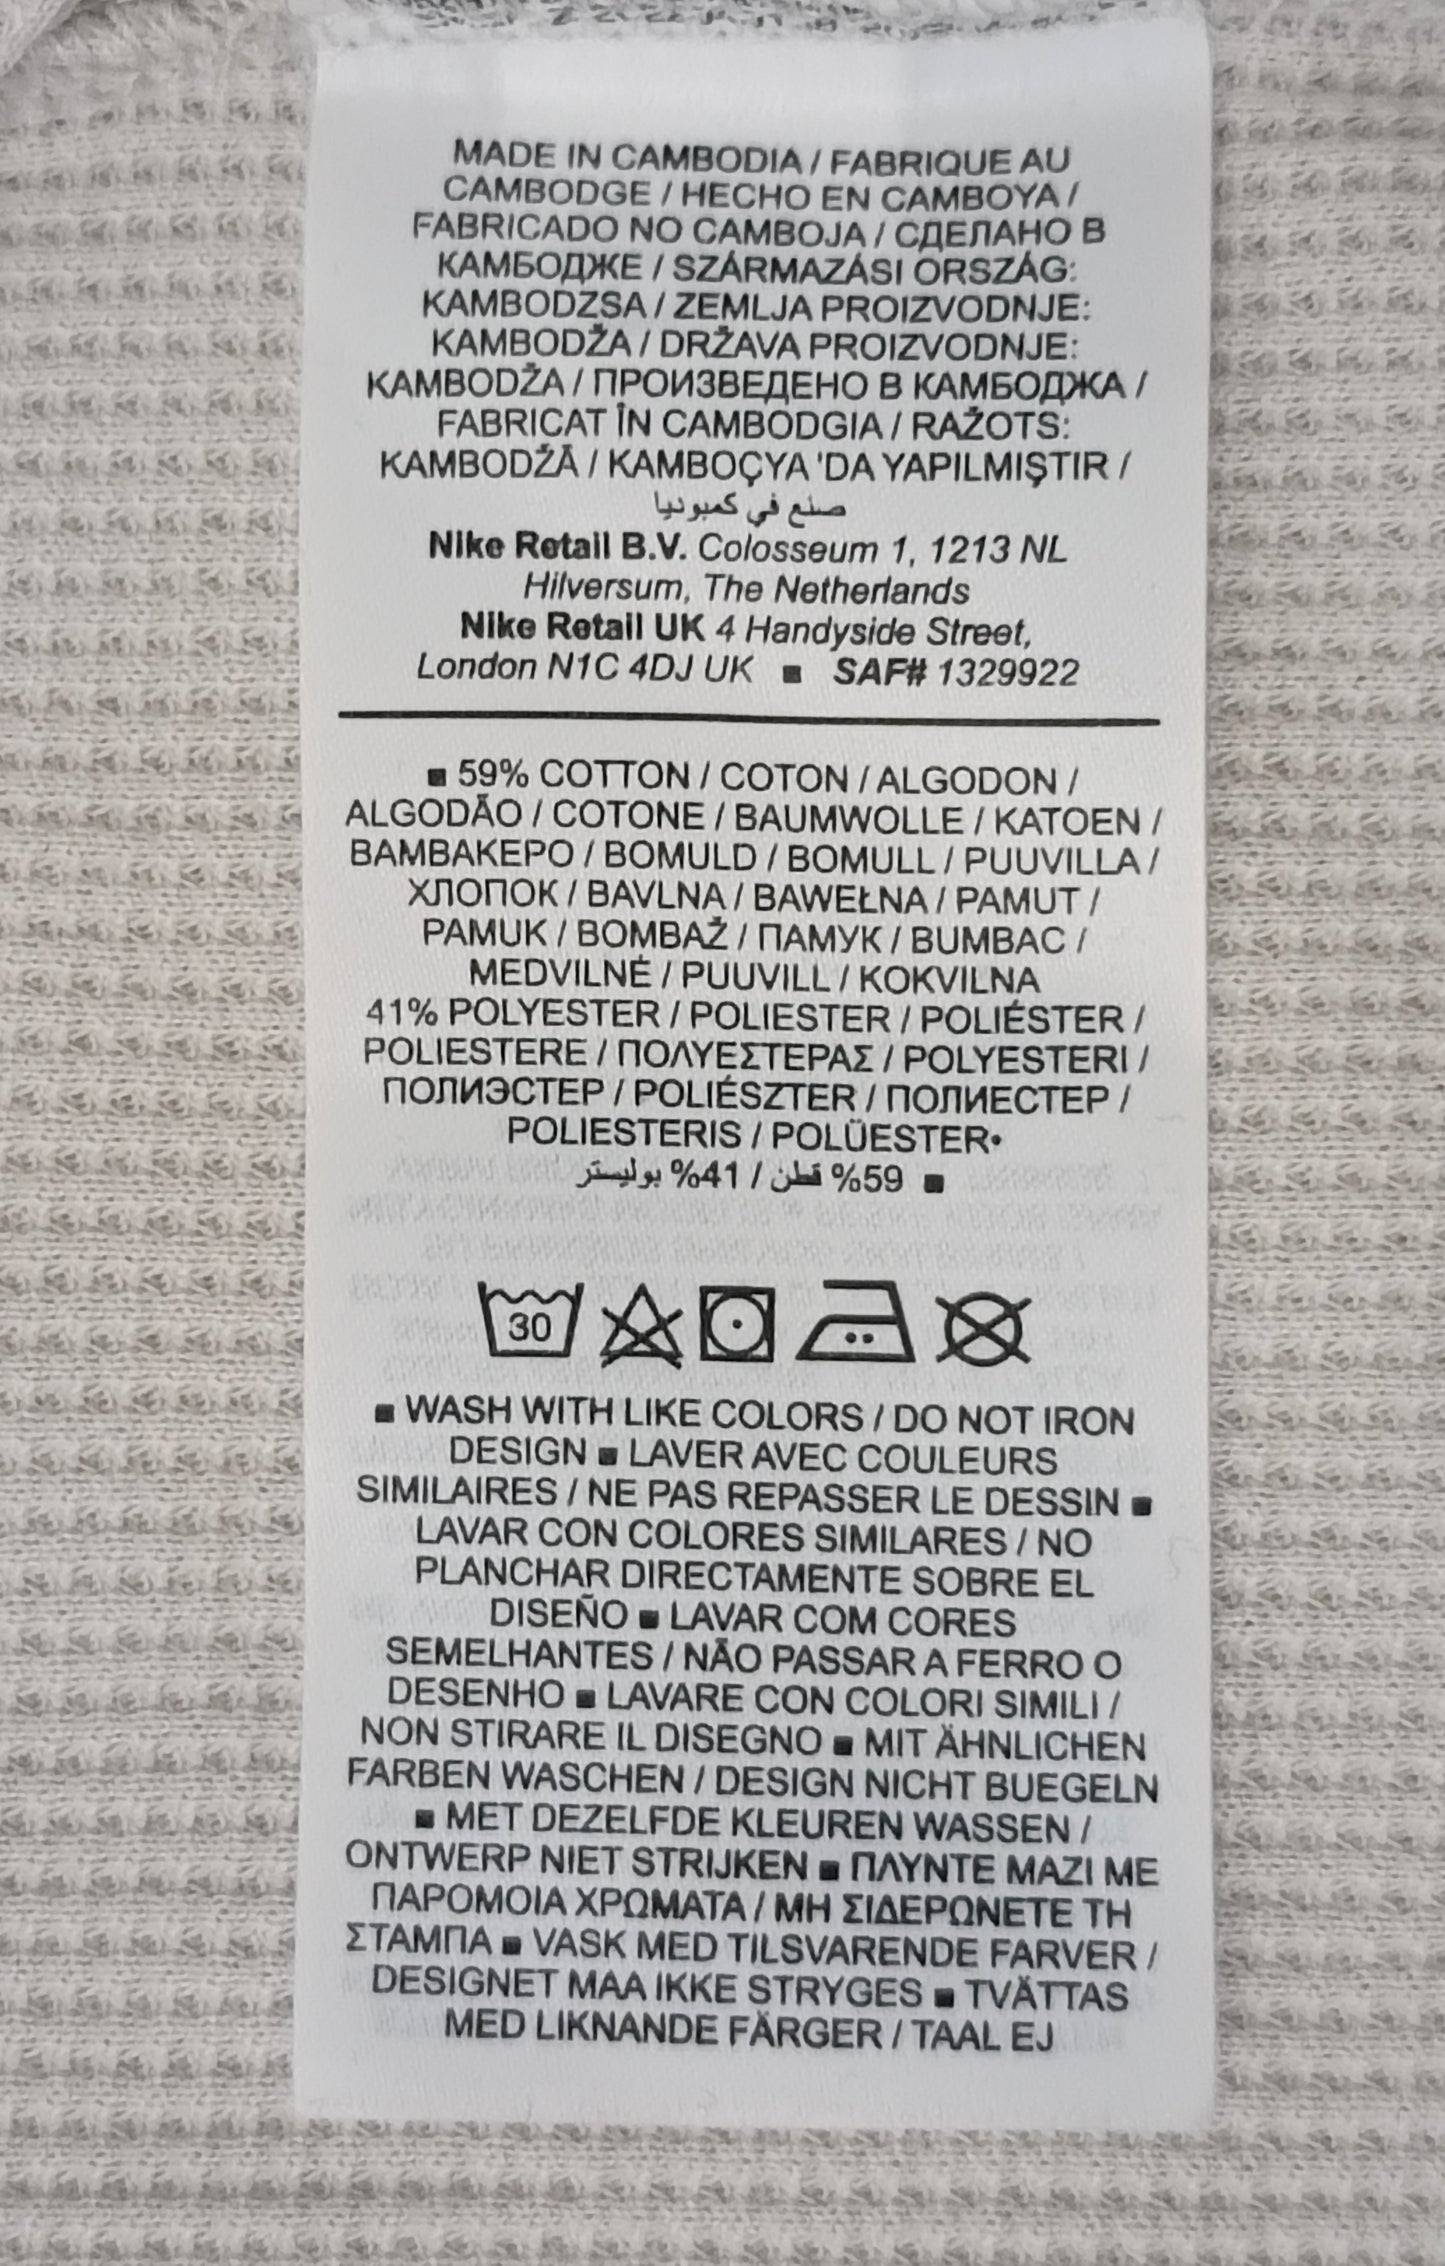 MADE IN CAMBODIA / FABRIQUE AU
CAMBODGE / HECHO EN CAMBOYA /
FABRICADO NO CAMBOJA / СДЕЛАНО В
КАМБОДЖЕ / SZÁRMAZÁSI ORSZÁG:
KAMBODZSA / ZEMLJA PROIZVODNJE:
KAMBODŽA / DRŽAVA PROIZVODNJE:
KAMBODŽA / ПРОИЗВЕДЕНО В КАМБОДЖА /
FABRICAT ÎN CAMBODGIA / RAŽOTS:
KAMBODŽĀ / KAMBOÇYA 'DA YAPILMIŞTIR /
صنع في كمبوديا
Nike Retail B.V. Colosseum 1, 1213 NL
Hilversum, The Netherlands
Nike Retail UK 4 Handyside Street,
London N1C 4DJ UK ■ SAF# 1329922
■ 59% COTTON / COTON / ALGODON /
ALGODÃO / COTONE / BAUMWOLLE / KATOEN /
ΒΑΜΒΑΚΕΡΟ / BOMULD / BOMULL / PUUVILLA /
ХЛОПОК / BAVLNA / BAWEŁNA / PAMUT /
PAMUK / BOMBAŽ / ПАМУК / BUMBAC /
MEDVILNĖ / PUUVILL / KOKVILNA
41% POLYESTER / POLIESTER / POLIÉSTER /
POLIESTERE / ΠΟΛΥΕΣΤΕΡΑΣ / POLYESTERI /
ПОЛИЭСТЕР / POLIÉSZTER / ПОЛИЕСТЕР /
POLIESTERIS / POLÜESTER•
■ 59% قطن / 41% بوليستر
30
■ WASH WITH LIKE COLORS / DO NOT IRON
DESIGN ■ LAVER AVEC COULEURS
SIMILAIRES / NE PAS REPASSER LE DESSIN ■
LAVAR CON COLORES SIMILARES / NO
PLANCHAR DIRECTAMENTE SOBRE EL
DISEÑO ■ LAVAR COM CORES
SEMELHANTES / NÃO PASSAR A FERRO O
DESENHO ■ LAVARE CON COLORI SIMILI /
NON STIRARE IL DISEGNO ■ MIT ÄHNLICHEN
FARBEN WASCHEN / DESIGN NICHT BUEGELN
■ MET DEZELFDE KLEUREN WASSEN /
ONTWERP NIET STRIJKEN ■ ΠΛΥΝΤΕ ΜΑΖΙ ΜΕ
ΠΑΡΟΜΟΙΑ ΧΡΩΜΑΤΑ / ΜΗ ΣΙΔΕΡΩΝΕΤΕ ΤΗ
ΣΤΑΜΠΑ ■ VASK MED TILSVARENDE FARVER /
DESIGNET MAA IKKE STRYGES ■ TVÄTTAS
MED LIKNANDE FÄRGER / TAAL EJ